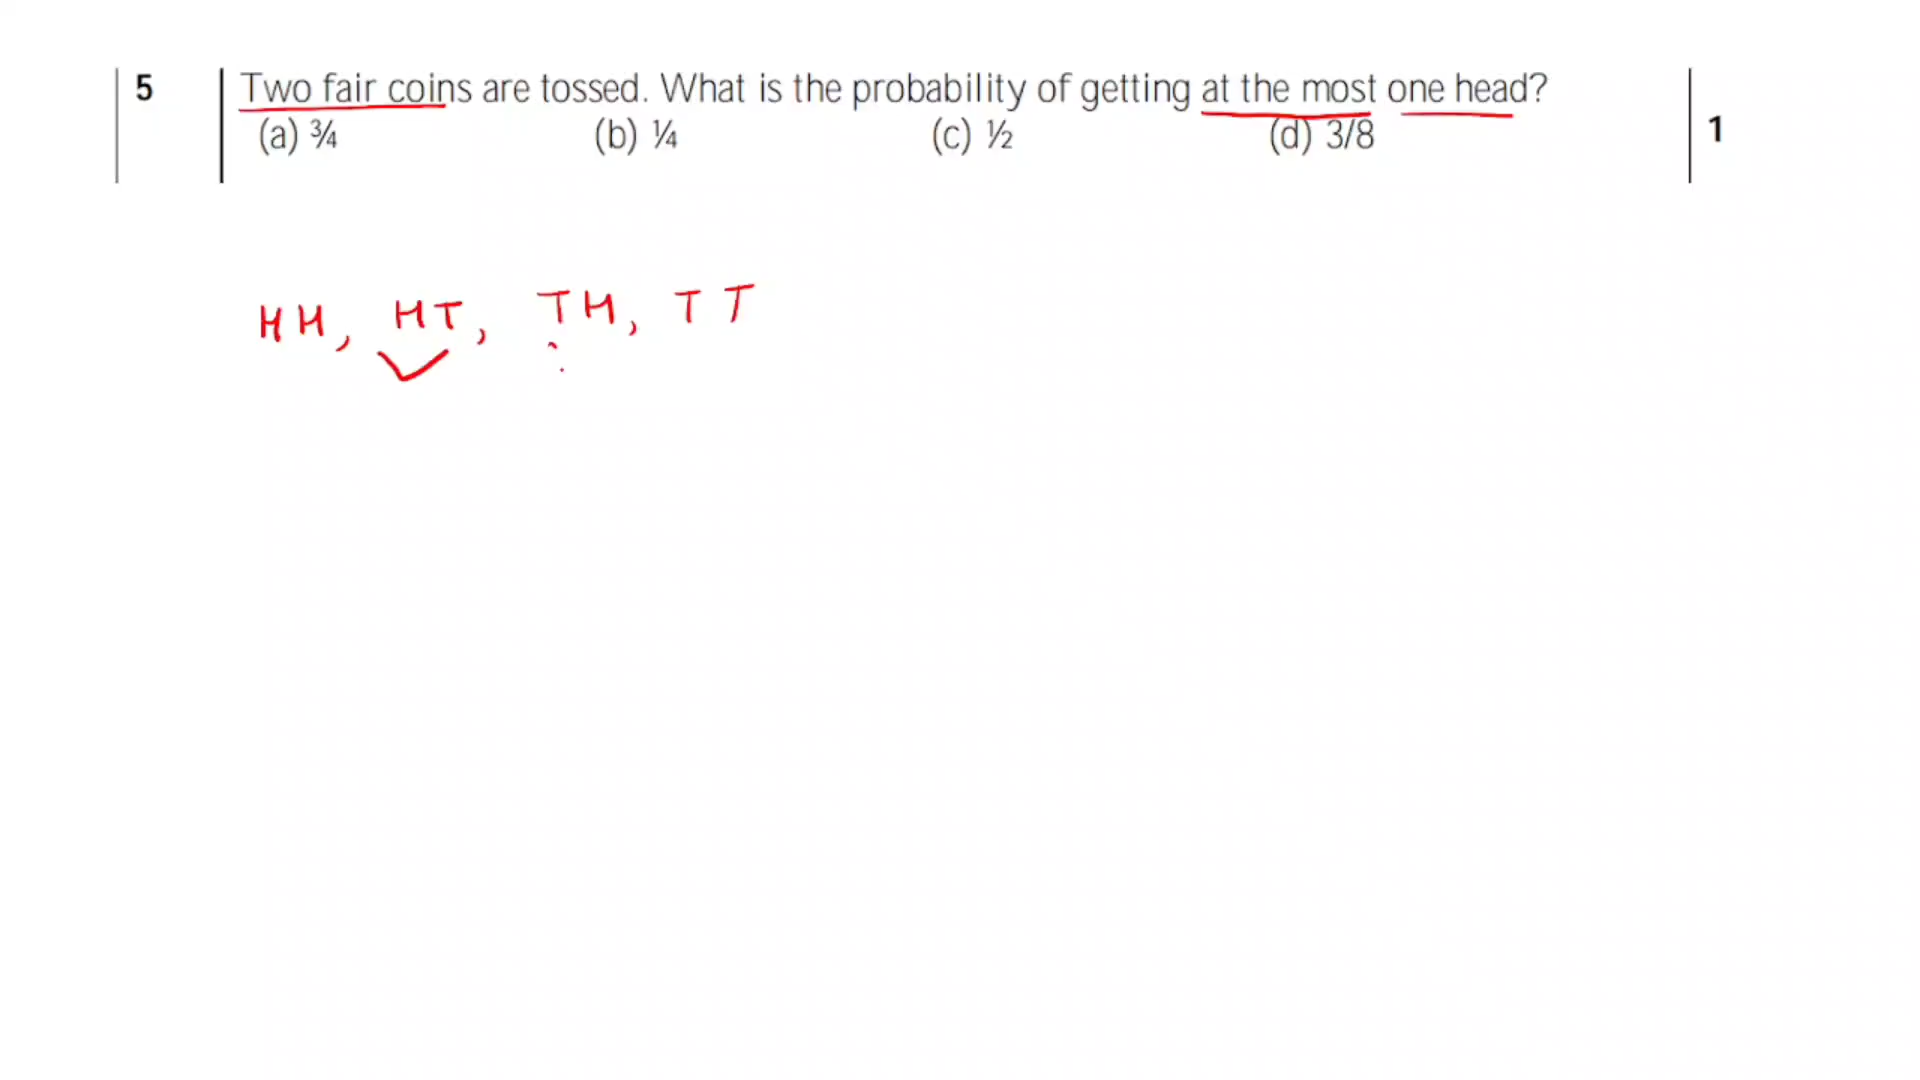 5 Two fair coins are tossed. What is the probability of getting at the most one head?
(a) ¾ (b) ¼ (c) ½ (d) 3/8 1
HH, HT, TH, TT